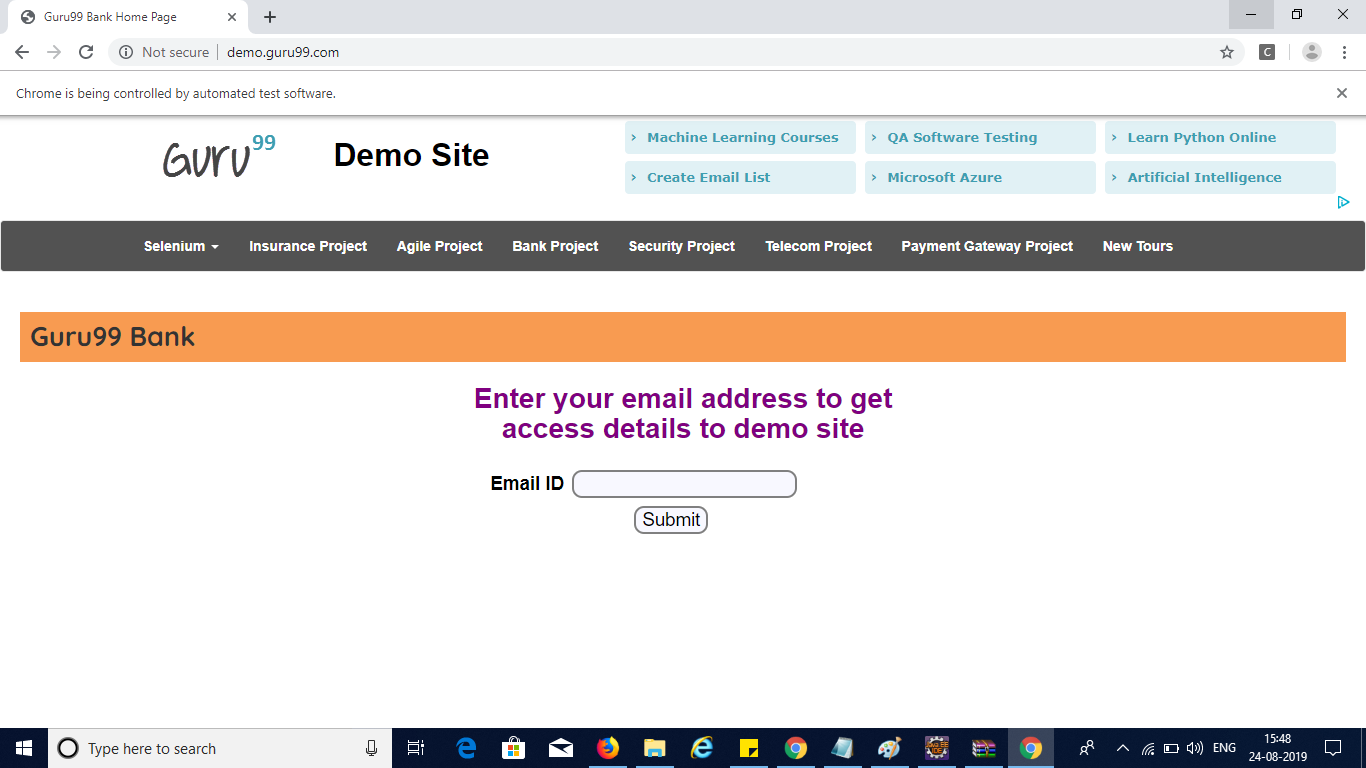 Guru99 Bank Home Page
Not secure
demo.guru99.com
C
Chrome is being controlled by automated test software.
Guru99
Demo Site
Machine Learning Courses
QA Software Testing
Learn Python Online
Create Email List
Microsoft Azure
Artificial Intelligence
Selenium
Insurance Project
Agile Project
Bank Project
Security Project
Telecom Project
Payment Gateway Project
New Tours
Guru99 Bank
Enter your email address to get
access details to demo site
Email ID
Submit
Type here to search
ENG
15:48
24-08-2019